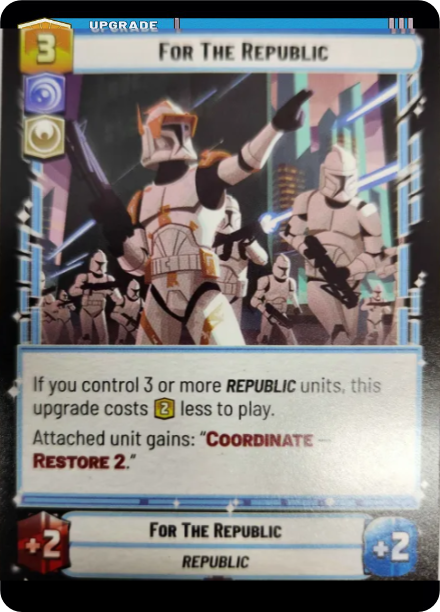 UPGRADE
3
FOR THE REPUBLIC
If you control 3 or more REPUBLIC units, this
upgrade costs 2 less to play.
Attached unit gains: “COORDINATE –
RESTORE 2.”
FOR THE REPUBLIC
+2
REPUBLIC
+2